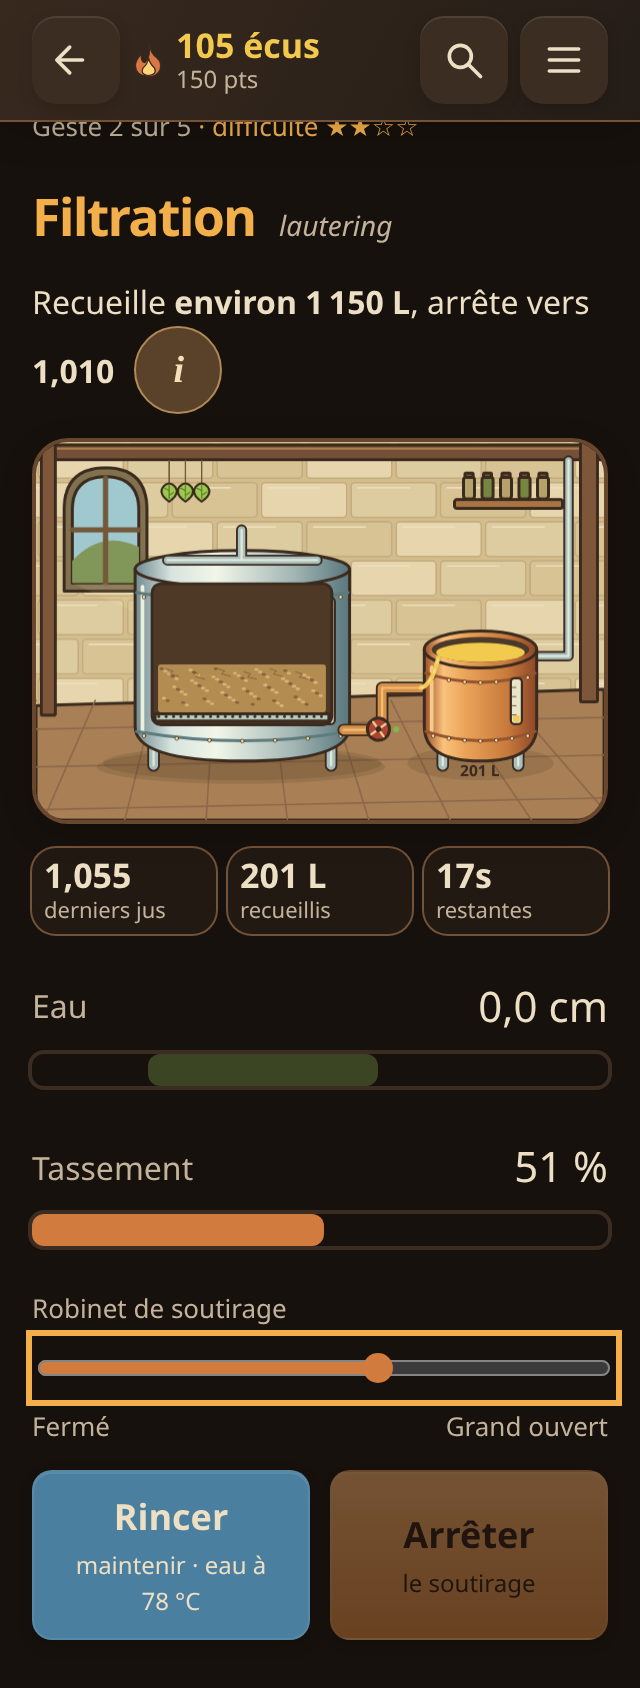 105 écus
150 pts
Geste 2 sur 5 · difficulté ★★☆☆
Filtration lautering
Recueille environ 1 150 L, arrête vers
1,010 i
201 L
1,055
derniers jus
201 L
recueillis
17s
restantes
Eau 0,0 cm
Tassement 51 %
Robinet de soutirage
Fermé Grand ouvert
Rincer
maintenir · eau à
78 °C
Arrêter
le soutirage